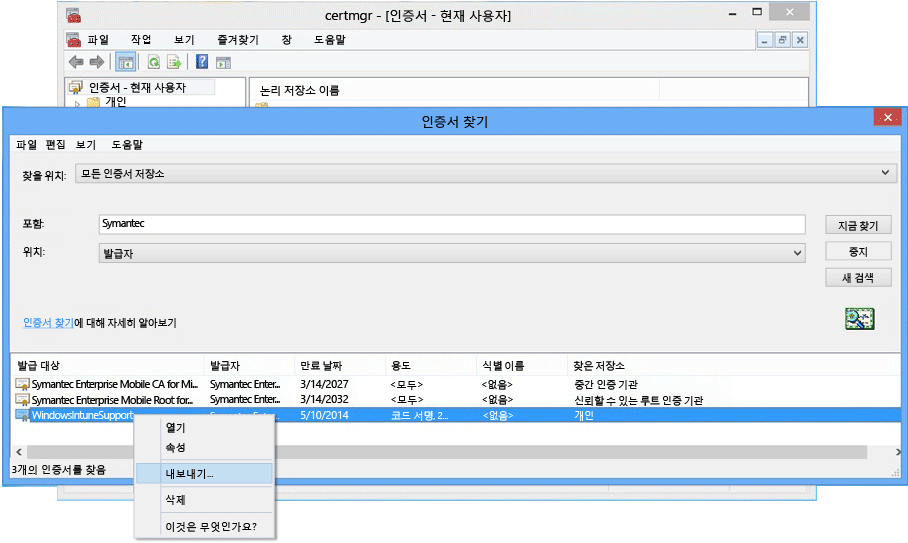 certmgr - [인증서 - 현재 사용자]
파일 작업 보기 즐겨찾기 창 도움말
인증서 - 현재 사용자
개인
논리 저장소 이름
인증서 찾기
파일 편집 보기 도움말
찾을 위치: 모든 인증서 저장소
포함: Symantec 지금 찾기
위치: 발급자 중지
새 검색
인증서 찾기에 대해 자세히 알아보기
발급 대상 발급자 만료 날짜 용도 식별 이름 찾은 저장소
Symantec Enterprise Mobile CA for Mi... Symantec Enter... 3/14/2027 <모두> <없음> 중간 인증 기관
Symantec Enterprise Mobile Root for... Symantec Enter... 3/14/2032 <모두> <없음> 신뢰할 수 있는 루트 인증 기관
WindowsIntuneSupport 5/10/2014 코드 서명, 2... <없음> 개인
열기
속성
내보내기...
삭제
이것은 무엇인가요?
3개의 인증서를 찾음